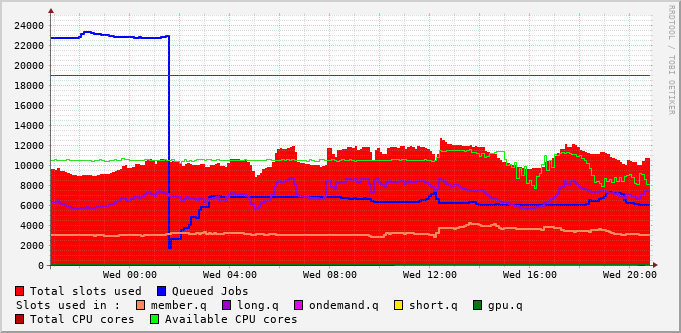 RRDTOOL / TOBI OETIKER
24000
22000
20000
18000
16000
14000
12000
10000
8000
6000
4000
2000
0
Wed 00:00 Wed 04:00 Wed 08:00 Wed 12:00 Wed 16:00 Wed 20:00
Total slots used Queued Jobs
Slots used in : member.q long.q ondemand.q short.q gpu.q
Total CPU cores Available CPU cores